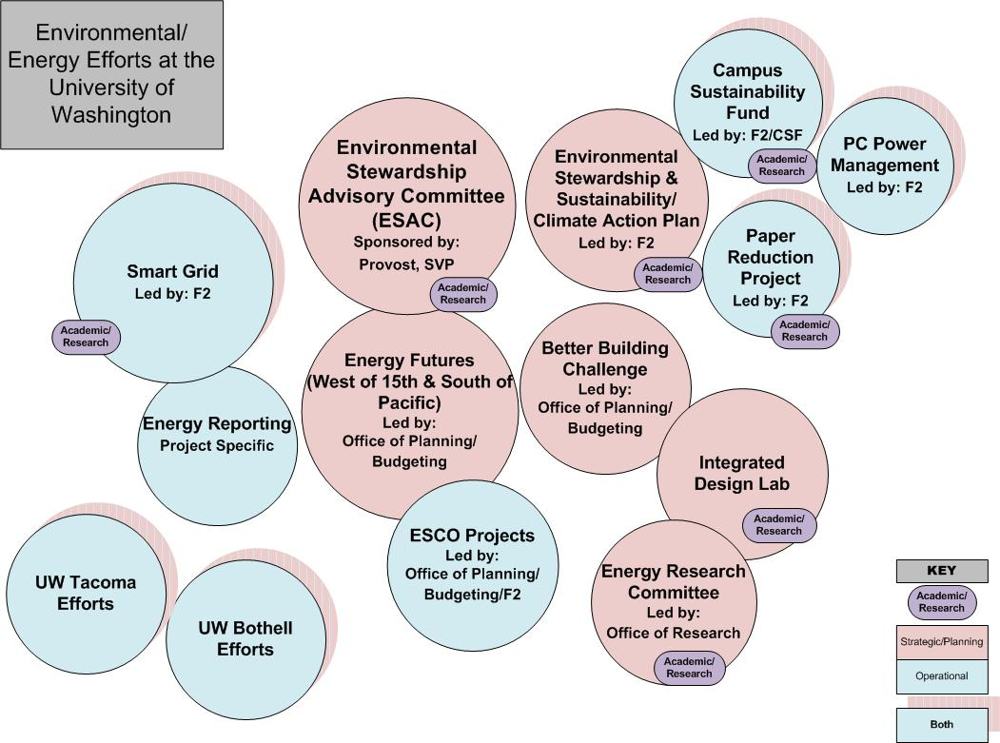 Environmental/
Energy Efforts at the
University of
Washington
Campus
Sustainability
Fund
Led by: F2/CSF
Academic/
Research
PC Power
Management
Led by: F2
Environmental
Stewardship
Advisory Committee
(ESAC)
Sponsored by:
Provost, SVP
Academic/
Research
Environmental
Stewardship &
Sustainability/
Climate Action Plan
Led by: F2
Academic/
Research
Paper
Reduction
Project
Led by: F2
Academic/
Research
Smart Grid
Led by: F2
Academic/
Research
Energy Futures
(West of 15th & South of
Pacific)
Led by:
Office of Planning/
Budgeting
Better Building
Challenge
Led by:
Office of Planning/
Budgeting
Energy Reporting
Project Specific
Integrated
Design Lab
Academic/
Research
ESCO Projects
Led by:
Office of Planning/
Budgeting/F2
Energy Research
Committee
Led by:
Office of Research
Academic/
Research
UW Tacoma
Efforts
UW Bothell
Efforts
KEY
Academic/
Research
Strategic/Planning
Operational
Both